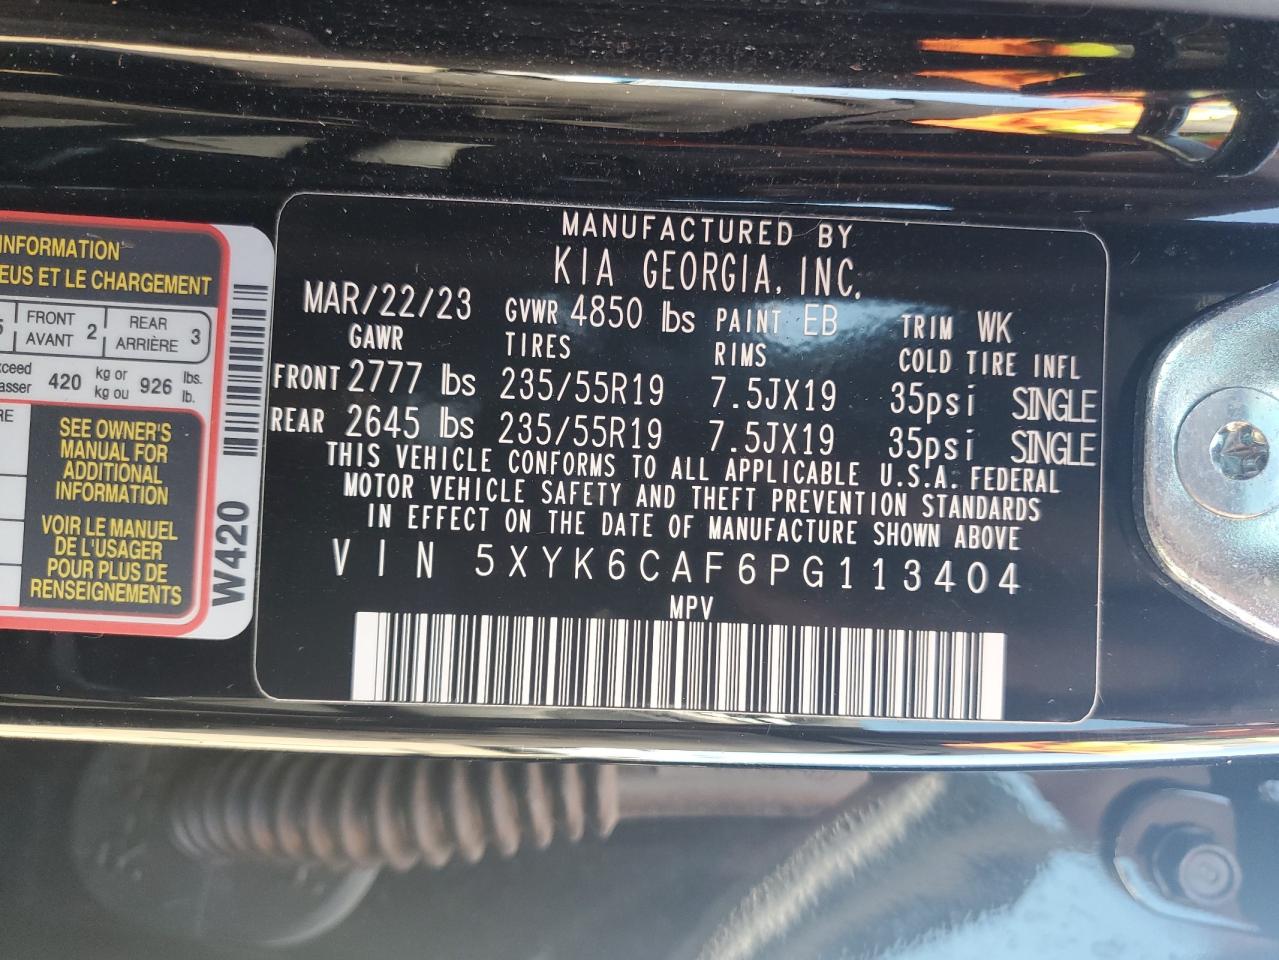 INFORMATION
EUS ET LE CHARGEMENT
FRONT
AVANT 2
REAR
ARRIÈRE 3
420 kg or
kg ou 926 lbs.
lb.
SEE OWNER'S
MANUAL FOR
ADDITIONAL
INFORMATION
VOIR LE MANUEL
DE L'USAGER
POUR PLUS DE
RENSEIGNEMENTS
W420
MANUFACTURED BY
KIA GEORGIA, INC.
MAR/22/23 GVWR 4850 lbs PAINT EB TRIM WK
GAWR TIRES RIMS COLD TIRE INFL
FRONT 2777 lbs 235/55R19 7.5JX19 35psi SINGLE
REAR 2645 lbs 235/55R19 7.5JX19 35psi SINGLE
THIS VEHICLE CONFORMS TO ALL APPLICABLE U.S.A. FEDERAL
MOTOR VEHICLE SAFETY AND THEFT PREVENTION STANDARDS
IN EFFECT ON THE DATE OF MANUFACTURE SHOWN ABOVE
VIN 5XYK6CAF6PG113404
MPV